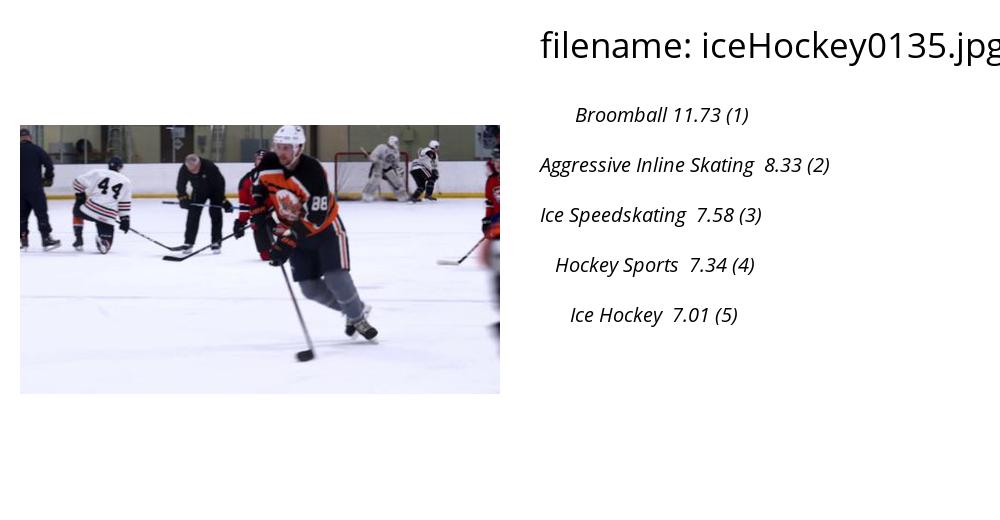 filename: iceHockey0135.jpg
Broomball 11.73 (1)
Aggressive Inline Skating 8.33 (2)
Ice Speedskating 7.58 (3)
Hockey Sports 7.34 (4)
Ice Hockey 7.01 (5)
44
88